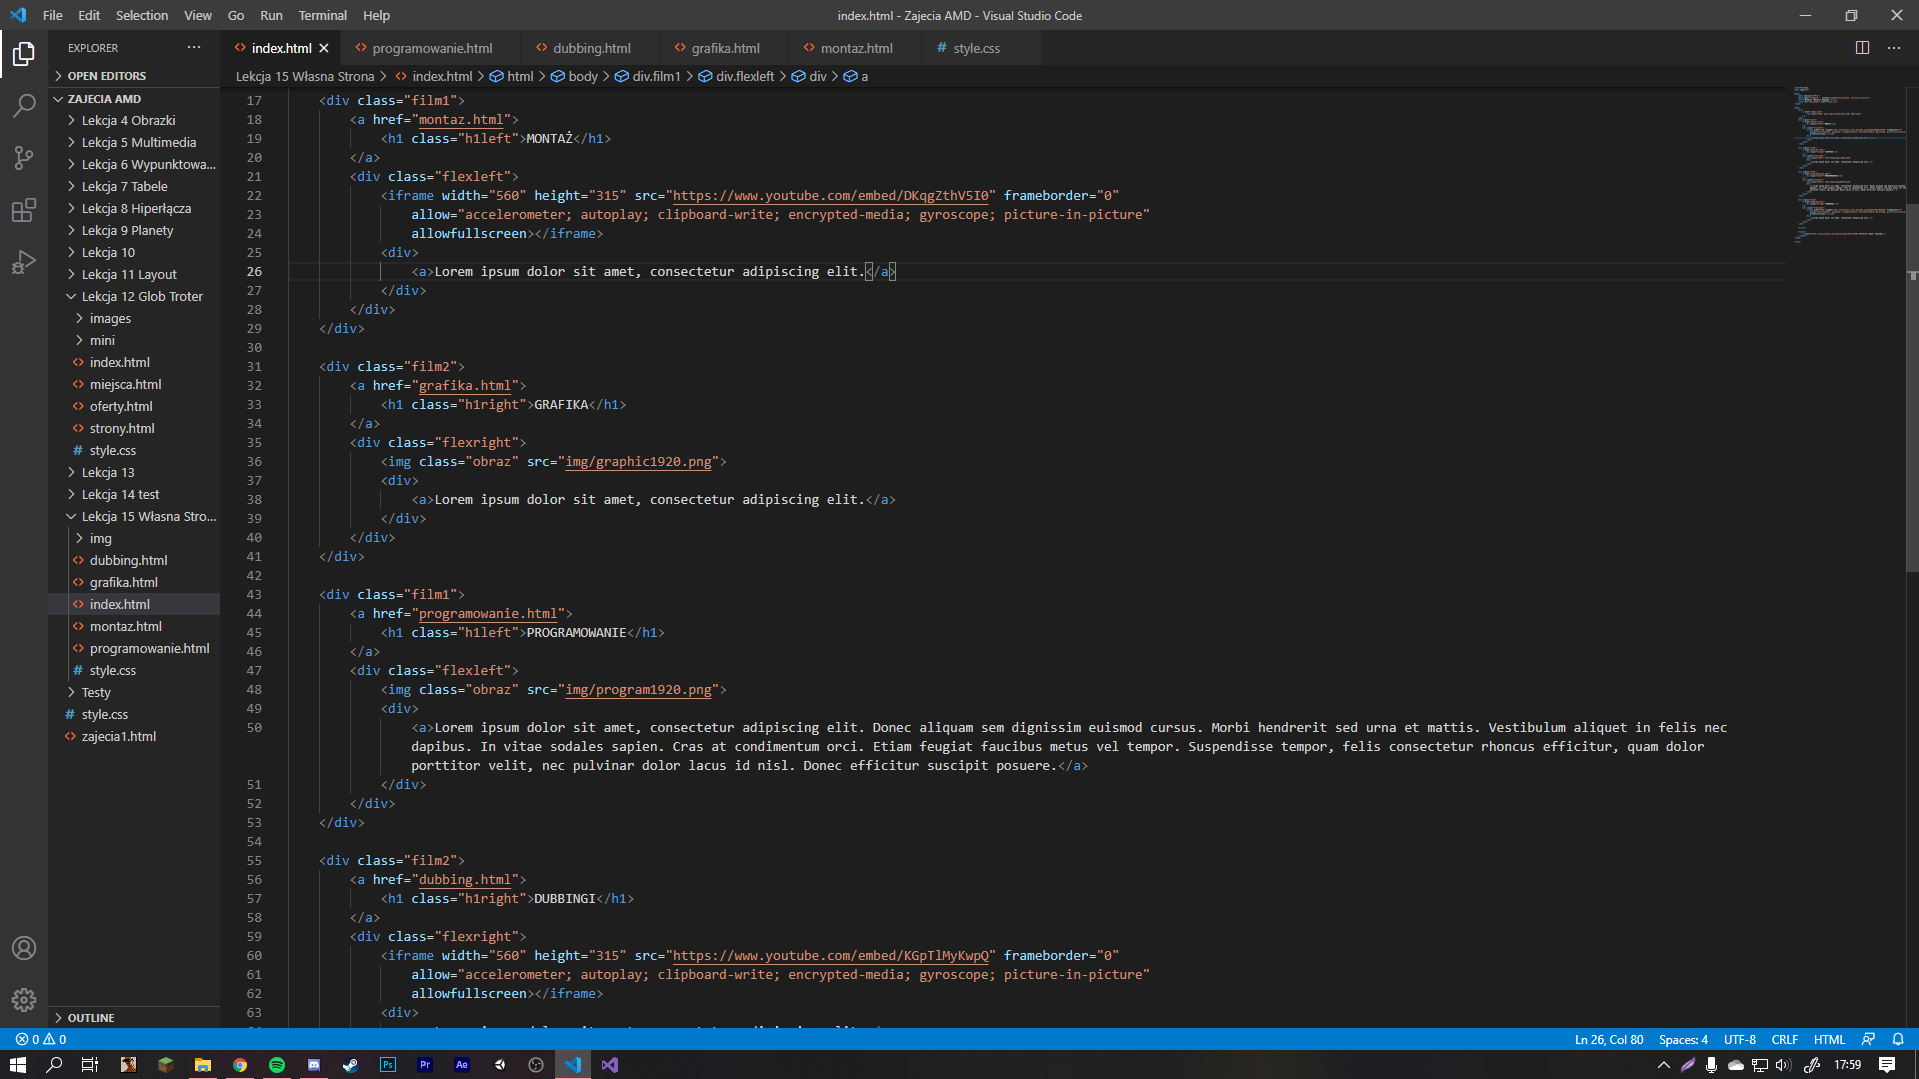 File Edit Selection View Go Run Terminal Help
index.html - Zajecia AMD - Visual Studio Code
EXPLORER
index.html
programowanie.html
dubbing.html
grafika.html
montaz.html
# style.css
OPEN EDITORS
ZAJECIA AMD
Lekcja 4 Obrazki
Lekcja 5 Multimedia
Lekcja 6 Wypunktowa...
Lekcja 7 Tabele
Lekcja 8 Hiperłącza
Lekcja 9 Planety
Lekcja 10
Lekcja 11 Layout
Lekcja 12 Glob Troter
images
mini
index.html
miejsca.html
oferty.html
strony.html
# style.css
Lekcja 13
Lekcja 14 test
Lekcja 15 Własna Stro...
img
dubbing.html
grafika.html
index.html
montaz.html
programowanie.html
# style.css
Testy
# style.css
zajecia1.html
OUTLINE
Lekcja 15 Własna Strona > index.html > html > body > div.film1 > div.flexleft > div > a
17 <div class="film1">
18 <a href="montaz.html">
19 <h1 class="h1left">MONTAŻ</h1>
20 </a>
21 <div class="flexleft">
22 <iframe width="560" height="315" src="https://www.youtube.com/embed/DKqgZthV5I0" frameborder="0"
23 allow="accelerometer; autoplay; clipboard-write; encrypted-media; gyroscope; picture-in-picture"
24 allowfullscreen></iframe>
25 <div>
26 <a>Lorem ipsum dolor sit amet, consectetur adipiscing elit.</a>
27 </div>
28 </div>
29 </div>
30
31 <div class="film2">
32 <a href="grafika.html">
33 <h1 class="h1right">GRAFIKA</h1>
34 </a>
35 <div class="flexright">
36 <img class="obraz" src="img/graphic1920.png">
37 <div>
38 <a>Lorem ipsum dolor sit amet, consectetur adipiscing elit.</a>
39 </div>
40 </div>
41 </div>
42
43 <div class="film1">
44 <a href="programowanie.html">
45 <h1 class="h1left">PROGRAMOWANIE</h1>
46 </a>
47 <div class="flexleft">
48 <img class="obraz" src="img/program1920.png">
49 <div>
50 <a>Lorem ipsum dolor sit amet, consectetur adipiscing elit. Donec aliquam sem dignissim euismod cursus. Morbi hendrerit sed urna et mattis. Vestibulum aliquet in felis nec
dapibus. In vitae sodales sapien. Cras at condimentum orci. Etiam feugiat faucibus metus vel tempor. Suspendisse tempor, felis consectetur rhoncus efficitur, quam dolor
porttitor velit, nec pulvinar dolor lacus id nisl. Donec efficitur suscipit posuere.</a>
51 </div>
52 </div>
53 </div>
54
55 <div class="film2">
56 <a href="dubbing.html">
57 <h1 class="h1right">DUBBINGI</h1>
58 </a>
59 <div class="flexright">
60 <iframe width="560" height="315" src="https://www.youtube.com/embed/KGpTlMyKwpQ" frameborder="0"
61 allow="accelerometer; autoplay; clipboard-write; encrypted-media; gyroscope; picture-in-picture"
62 allowfullscreen></iframe>
63 <div>
0 0
Ln 26, Col 80 Spaces: 4 UTF-8 CRLF HTML
Ps Pr Ae
17:59